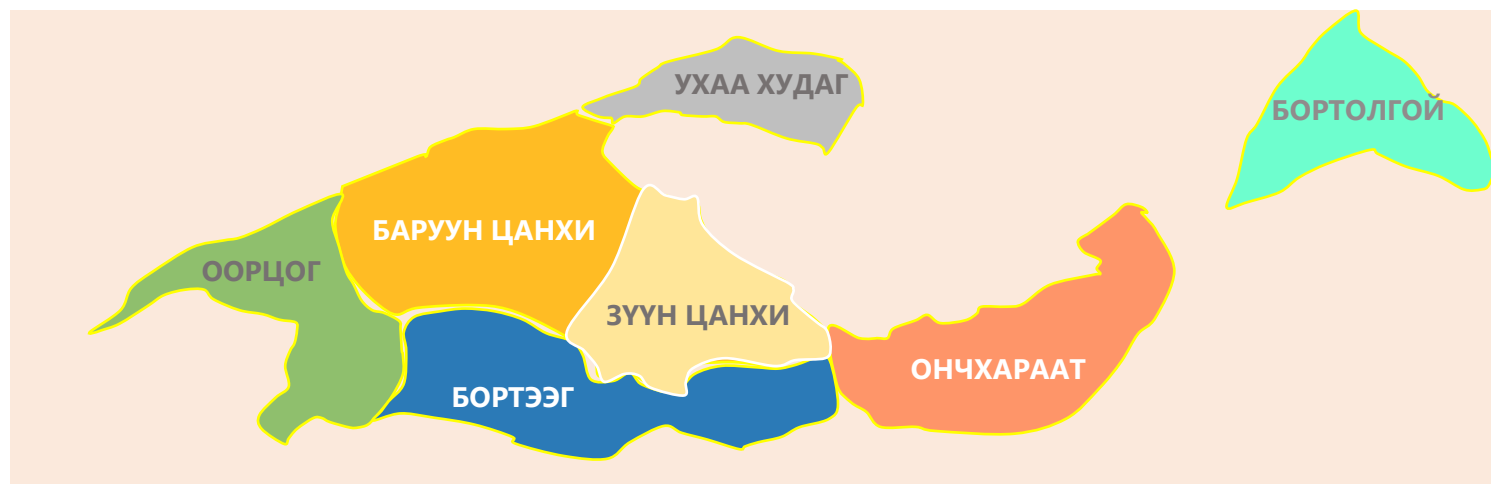 УХАА ХУДАГ
БОРТОЛГОЙ
БАРУУН ЦАНХИ
ООРЦОГ
ЗҮҮН ЦАНХИ
ОНЧХАРААТ
БОРТЭЭГ